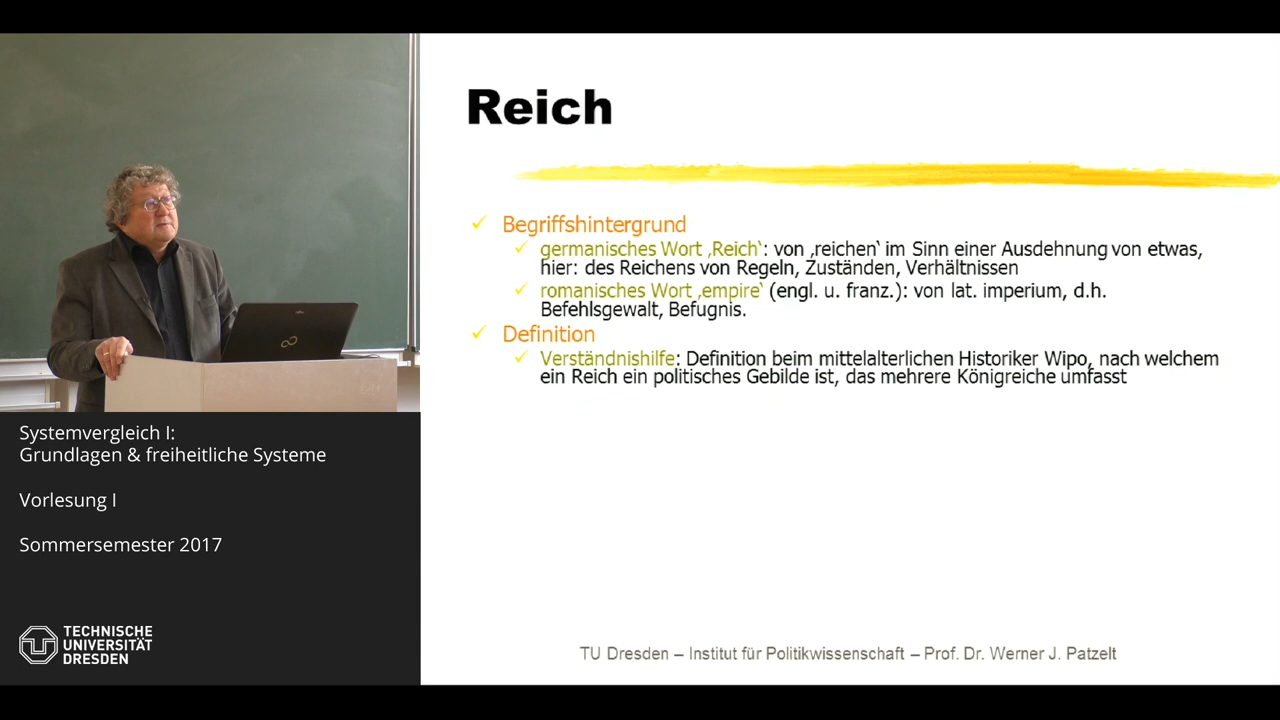 Reich
Begriffshintergrund
germanisches Wort ‚Reich‘: von ‚reichen‘ im Sinn einer Ausdehnung von etwas,
hier: des Reichens von Regeln, Zuständen, Verhältnissen
romanisches Wort ‚empire‘ (engl. u. franz.): von lat. imperium, d.h.
Befehlsgewalt, Befugnis.
Definition
Verständnishilfe: Definition beim mittelalterlichen Historiker Wipo, nach welchem
ein Reich ein politisches Gebilde ist, das mehrere Königreiche umfasst
TU Dresden – Institut für Politikwissenschaft – Prof. Dr. Werner J. Patzelt
Systemvergleich I:
Grundlagen & freiheitliche Systeme
Vorlesung I
Sommersemester 2017
TECHNISCHE
UNIVERSITÄT
DRESDEN